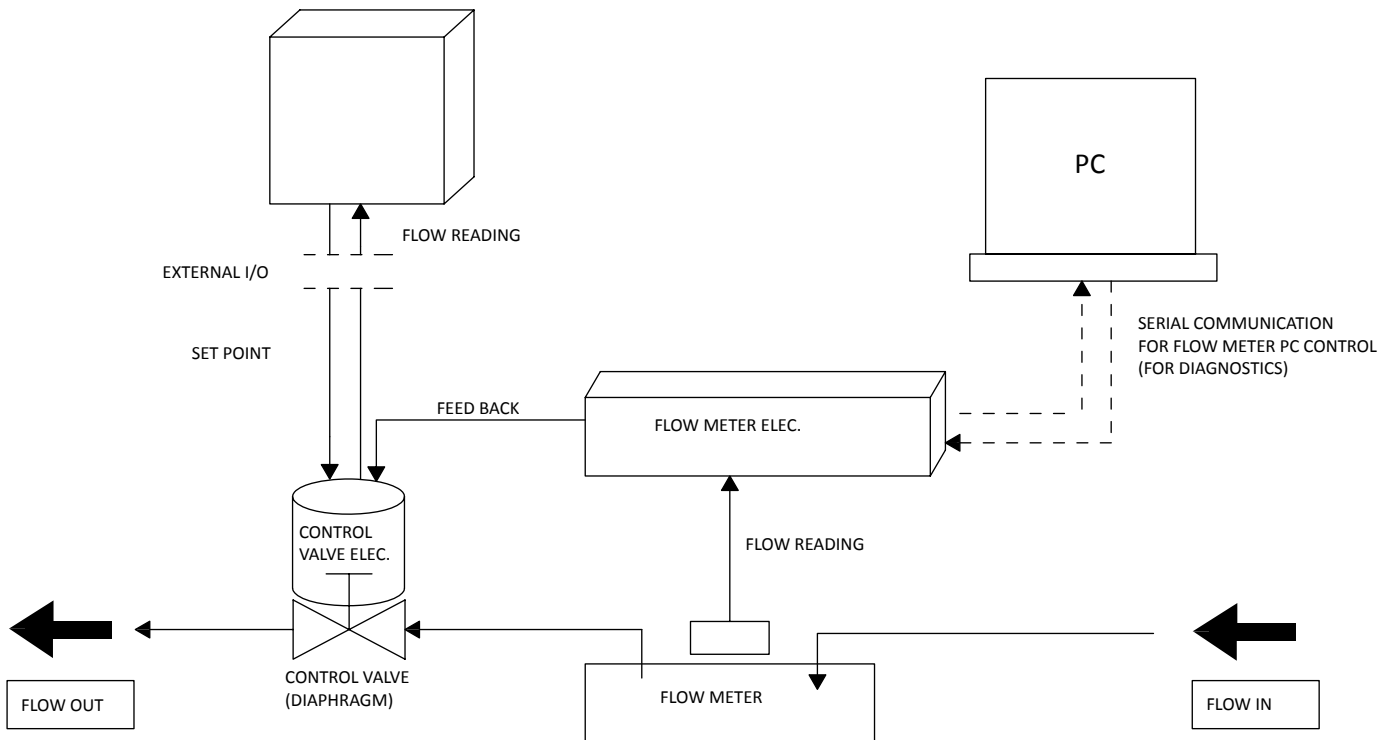 PC
FLOW READING
EXTERNAL I/O
SERIAL COMMUNICATION
FOR FLOW METER PC CONTROL
(FOR DIAGNOSTICS)
SET POINT
FEED BACK
FLOW METER ELEC.
CONTROL
VALVE ELEC.
FLOW READING
CONTROL VALVE
(DIAPHRAGM)
FLOW METER
FLOW OUT
FLOW IN